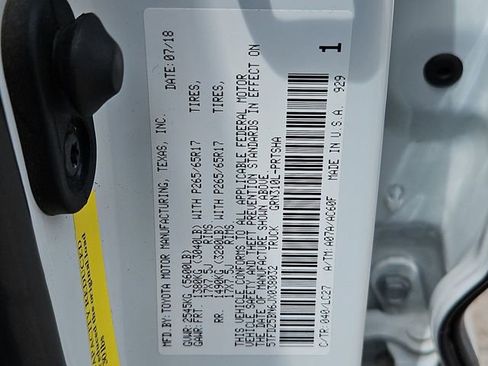 MFD.BY:TOYOTA MOTOR MANUFACTURING, TEXAS, INC. DATE: 07/18
GVWR: 2545KG (5600LB)
GAWR: FRT 1380KG (3040LB) WITH P265/65R17 TIRES,
17X7.5J RIMS
RR. 1490KG (3280LB) WITH P265/65R17 TIRES,
17X7.5J RIMS
THIS VEHICLE CONFORMS TO ALL APPLICABLE FEDERAL MOTOR
VEHICLE SAFETY AND THEFT PREVENTION STANDARDS IN EFFECT ON
THE DATE OF MANUFACTURE SHOWN ABOVE.
TRUCK GRN310L-PRTSHA
C/TR: 040/LC27 A/TM: A07A/AC60F MADE IN U.S.A. 929
1